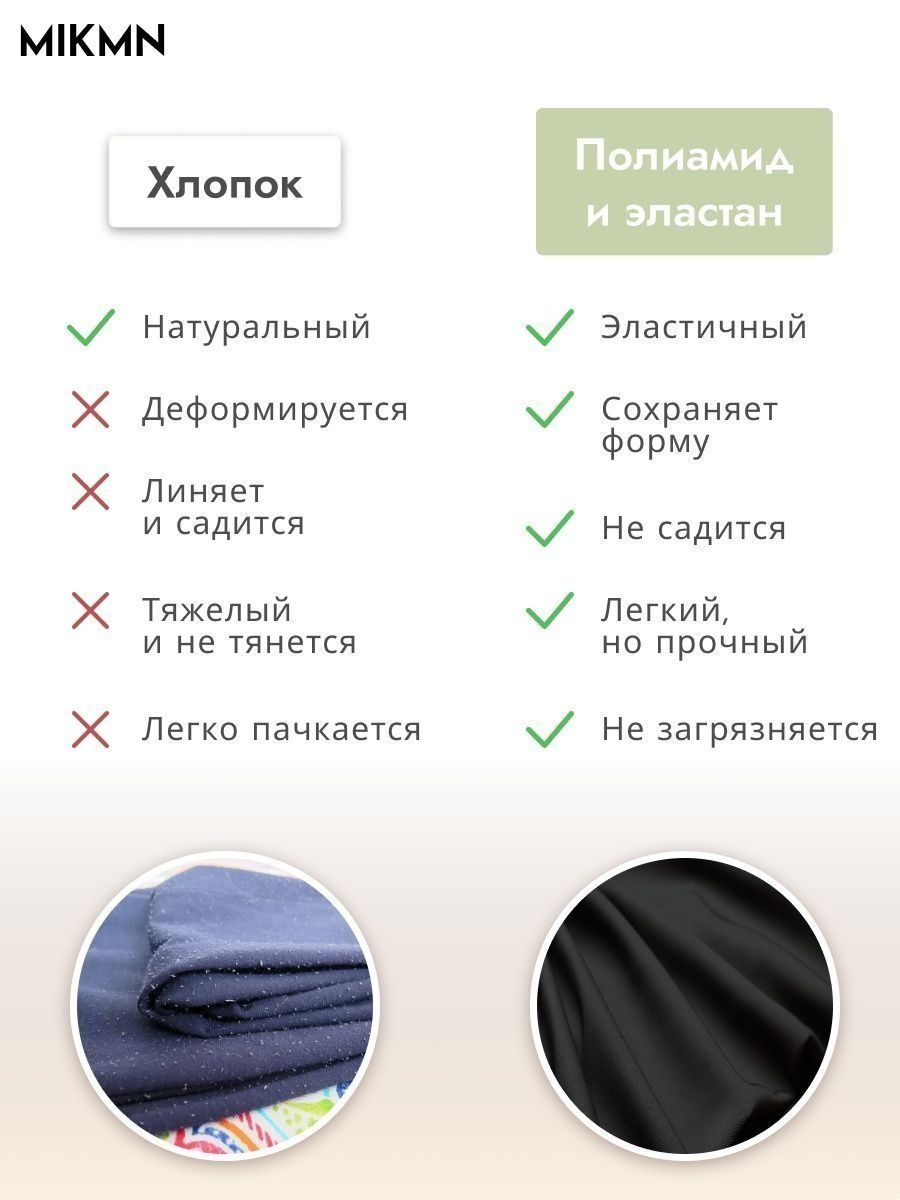 MIKMN
Хлопок
Натуральный
Деформируется
Линяет
и садится
Тяжелый
и не тянется
Легко пачкается
Полиамид
и эластан
Эластичный
Сохраняет
форму
Не садится
Легкий,
но прочный
Не загрязняется